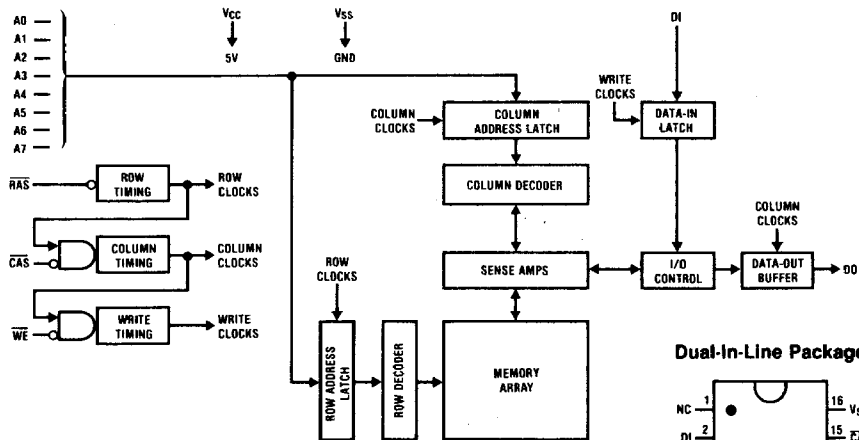 A0
A1
A2
A3
A4
A5
A6
A7
VCC
5V
VSS
GND
DI
COLUMN
CLOCKS
COLUMN
ADDRESS LATCH
WRITE
CLOCKS
DATA-IN
LATCH
RAS
ROW
TIMING
ROW
CLOCKS
COLUMN DECODER
CAS
COLUMN
TIMING
COLUMN
CLOCKS
ROW
CLOCKS
SENSE AMPS
I/O
CONTROL
COLUMN
CLOCKS
DATA-OUT
BUFFER
DO
WE
WRITE
TIMING
WRITE
CLOCKS
ROW ADDRESS
LATCH
ROW DECODER
MEMORY
ARRAY
Dual-In-Line Package
NC 1
16
DI 2
15